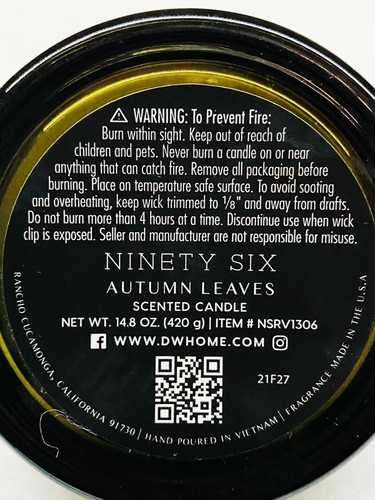 ⚠ WARNING: To Prevent Fire:
Burn within sight. Keep out of reach of
children and pets. Never burn a candle on or near
anything that can catch fire. Remove all packaging before
burning. Place on temperature safe surface. To avoid sooting
and overheating, keep wick trimmed to ⅛" and away from drafts.
Do not burn more than 4 hours at a time. Discontinue use when wick
clip is exposed. Seller and manufacturer are not responsible for misuse.
NINETY SIX
AUTUMN LEAVES
SCENTED CANDLE
NET WT. 14.8 OZ. (420 g) | ITEM # NSRV1306
WWW.DWHOME.COM
21F27
RANCHO CUCAMONGA, CALIFORNIA 91730 | HAND POURED IN VIETNAM | FRAGRANCE MADE IN THE U.S.A